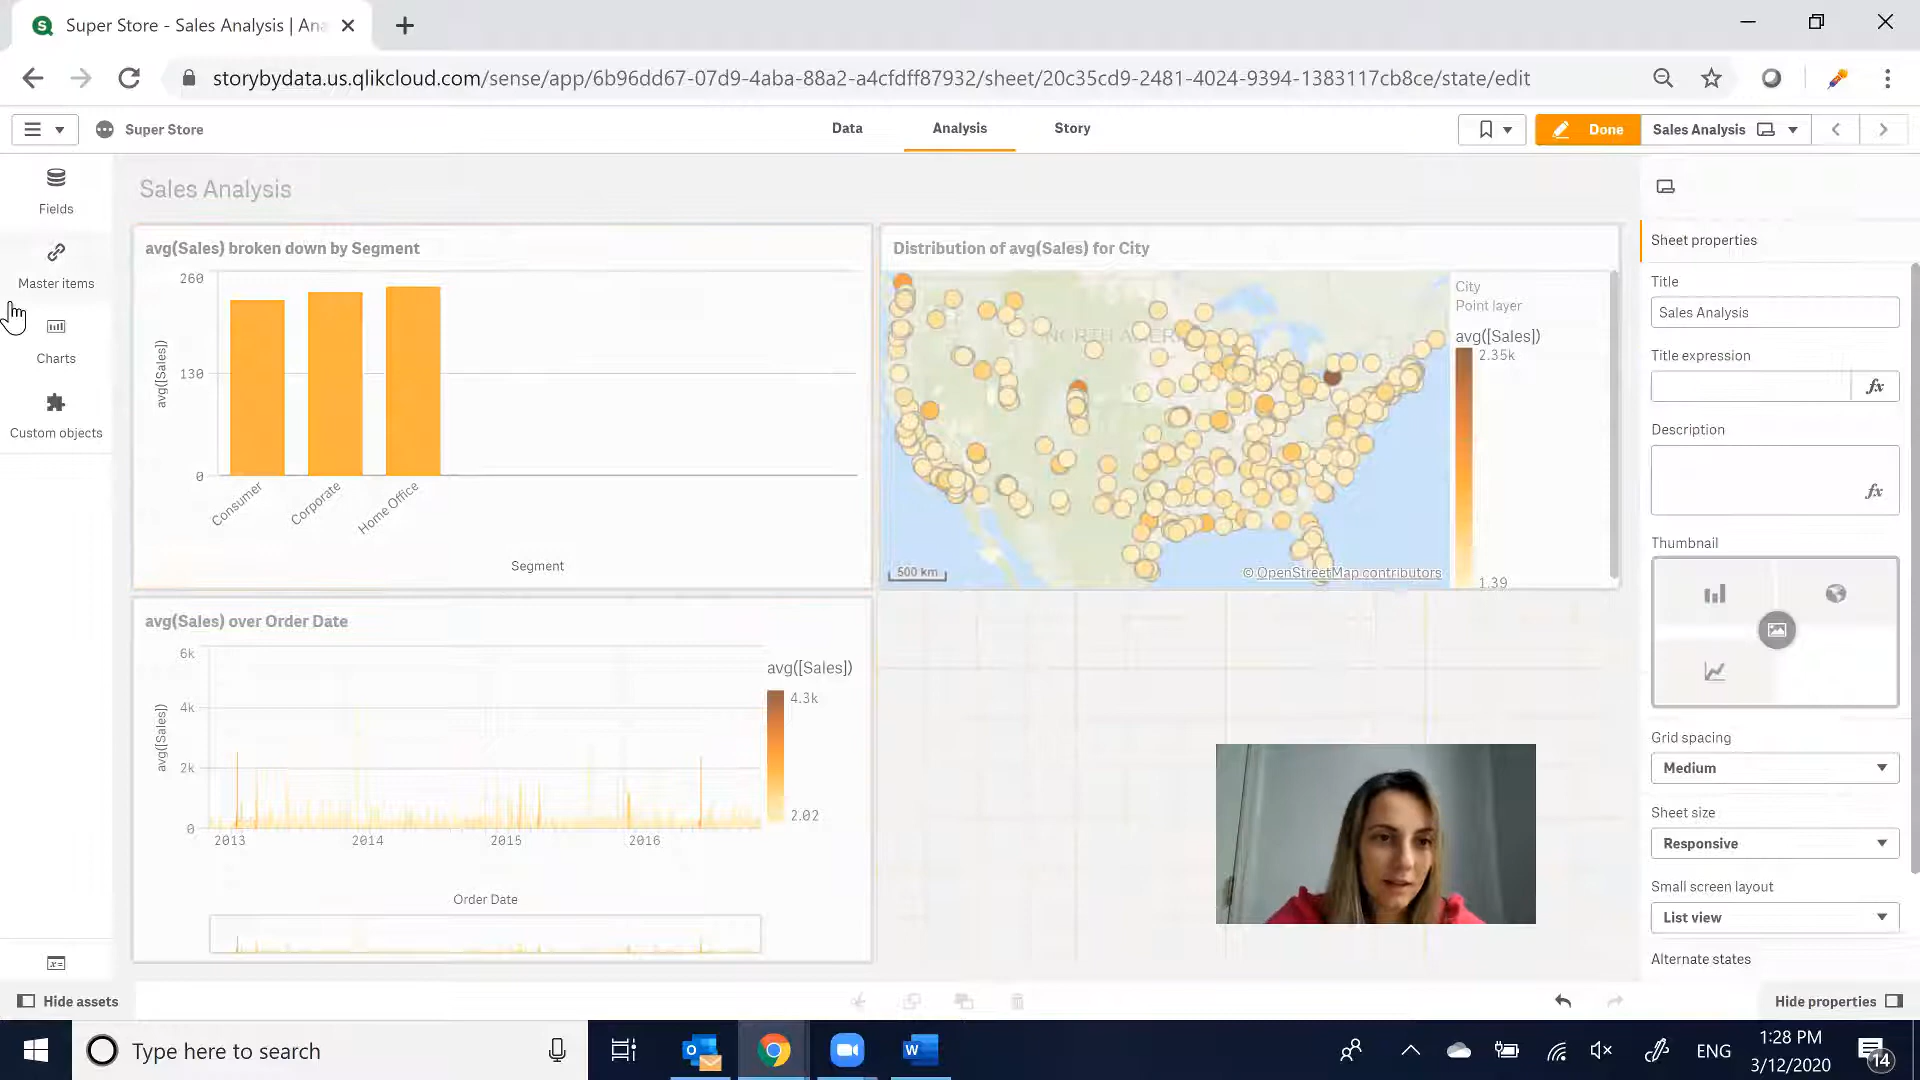 Super Store - Sales Analysis | Ana
storybydata.us.qlikcloud.com/sense/app/6b96dd67-07d9-4aba-88a2-a4cfdff87932/sheet/20c35cd9-2481-4024-9394-1383117cb8ce/state/edit
Super Store
Data
Analysis
Story
Done
Sales Analysis
Fields
Master items
Charts
Custom objects
Sales Analysis
avg(Sales) broken down by Segment
260
130
0
avg([Sales])
Consumer
Corporate
Home Office
Segment
Distribution of avg(Sales) for City
NORTH AMER
500 km
© OpenStreetMap contributors
City
Point layer
avg([Sales])
2.35k
1.39
avg(Sales) over Order Date
6k
4k
2k
0
avg([Sales])
2013
2014
2015
2016
Order Date
avg([Sales])
4.3k
2.02
Sheet properties
Title
Sales Analysis
Title expression
fx
Description
fx
Thumbnail
Grid spacing
Medium
Sheet size
Responsive
Small screen layout
List view
Alternate states
Hide assets
Hide properties
Type here to search
ENG
1:28 PM
3/12/2020
14